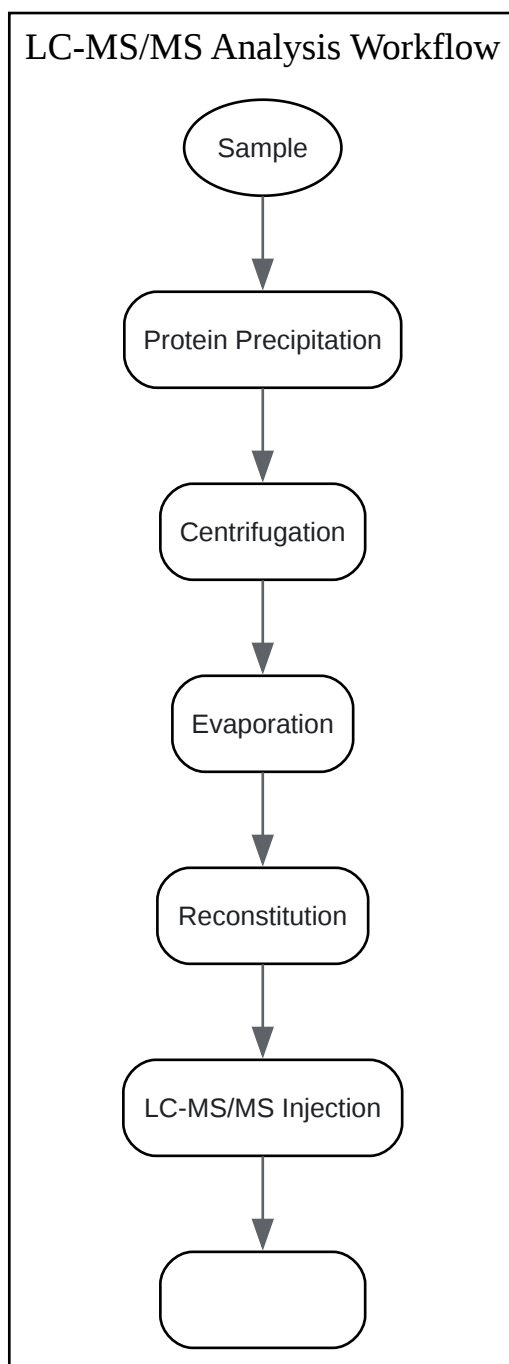 LC-MS/MS Analysis Workflow
Sample
Protein Precipitation
Centrifugation
Evaporation
Reconstitution
LC-MS/MS Injection